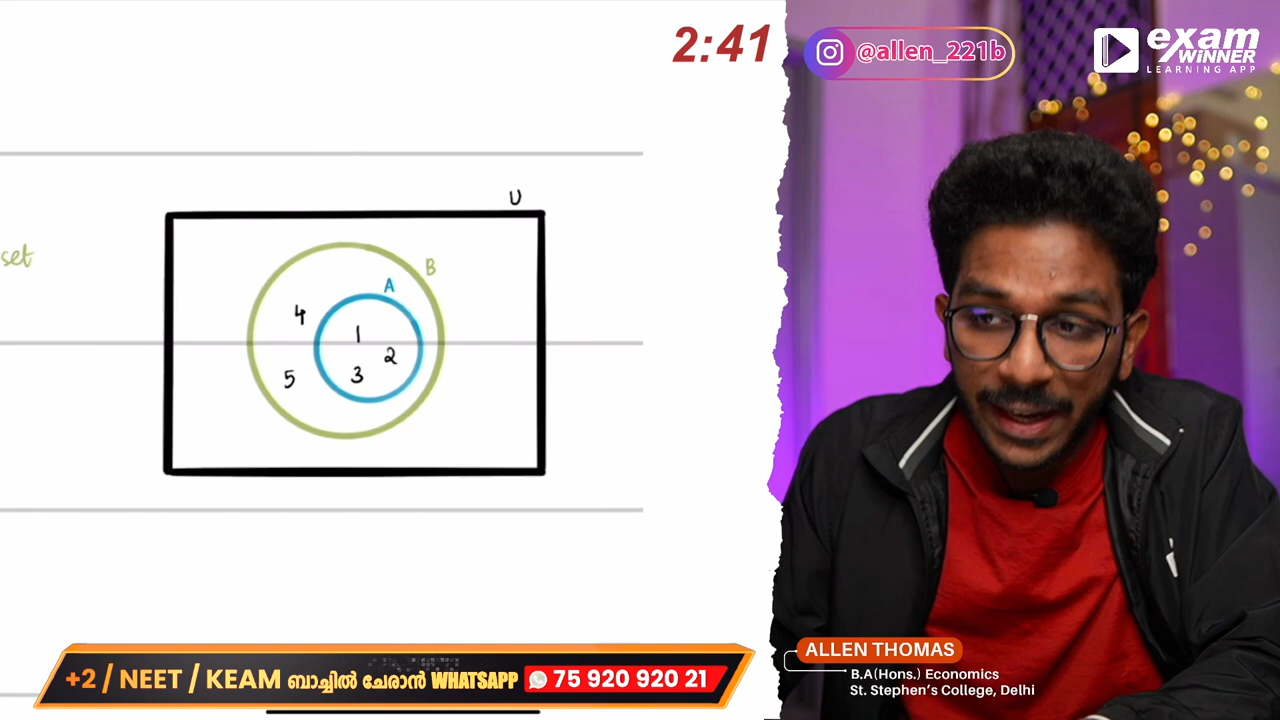 2:41
@allen_221b
exam
WiNNER
LEARNING APP
U
set
B
A
4
1
2
3
5
+2 / NEET / KEAM ബാച്ചിൽ ചേരാൻ WHATSAPP 75 920 920 21
ALLEN THOMAS
B.A(Hons.) Economics
St. Stephen's College, Delhi